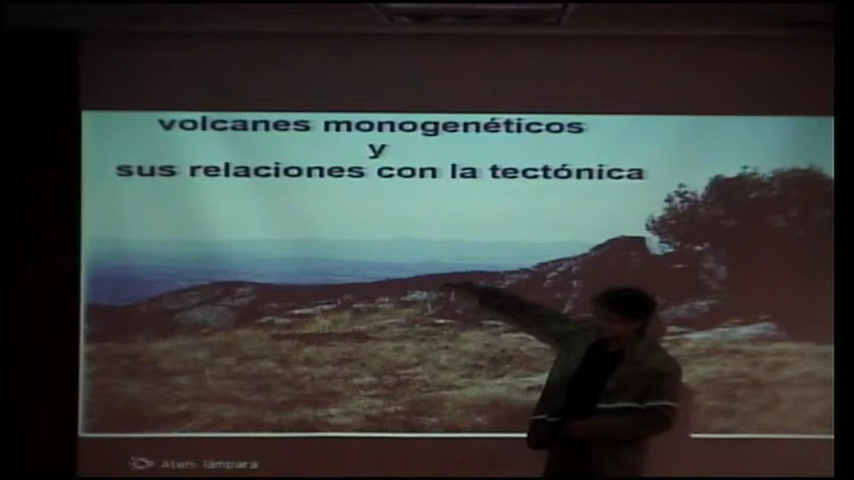 volcanes monogenéticos
y
sus relaciones con la tectónica
Aten. lámpara